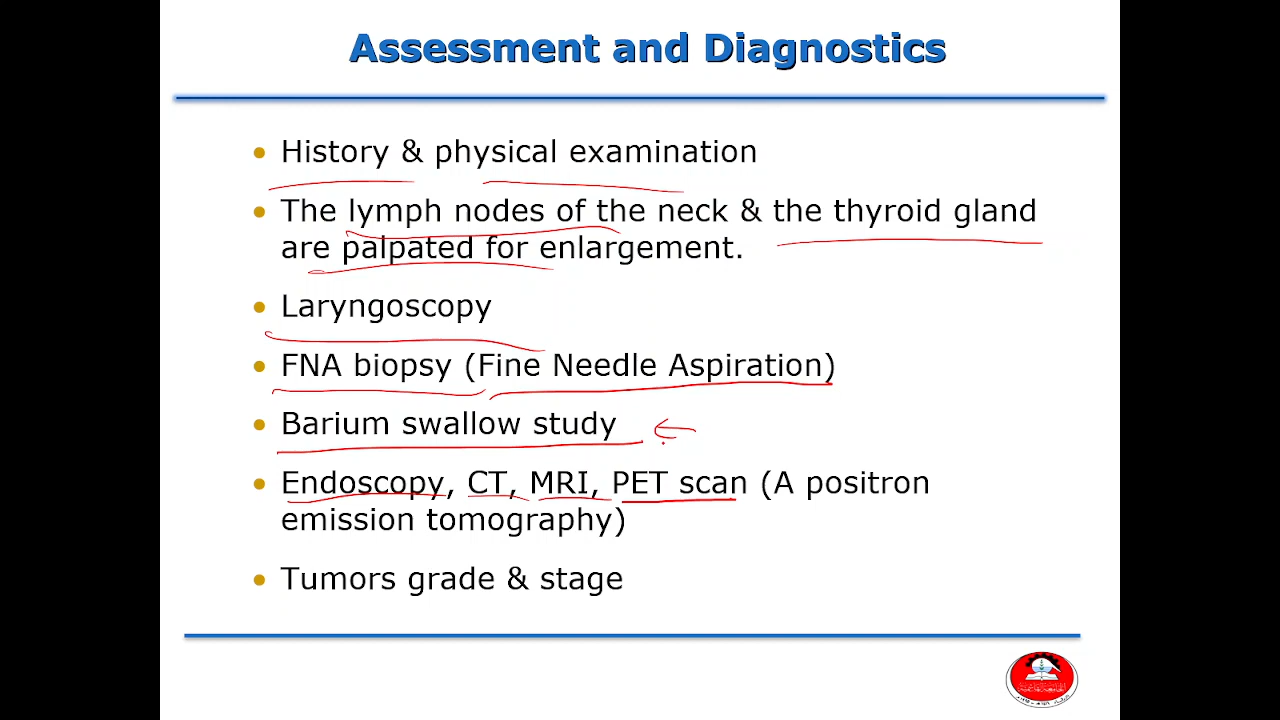 Assessment and Diagnostics
• History & physical examination
• The lymph nodes of the neck & the thyroid gland
are palpated for enlargement.
• Laryngoscopy
• FNA biopsy (Fine Needle Aspiration)
• Barium swallow study
• Endoscopy, CT, MRI, PET scan (A positron
emission tomography)
• Tumors grade & stage